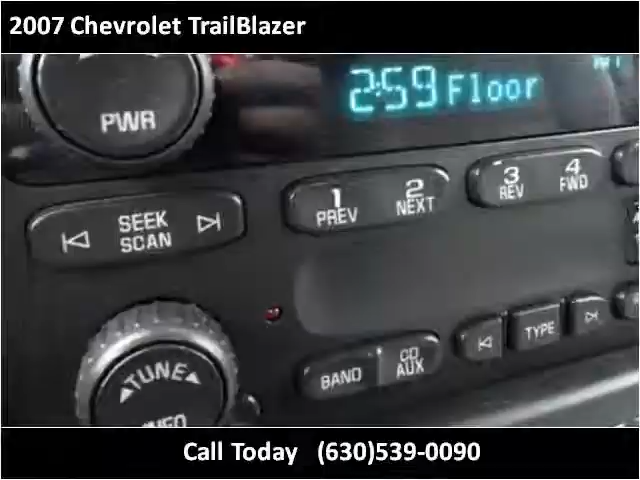 2007 Chevrolet TrailBlazer
2:59 Floor
PWR
SEEK
SCAN
1
PREV
2
NEXT
3
REV
4
FWD
TYPE
BAND
CD
AUX
TUNE
INFO
Call Today (630)539-0090